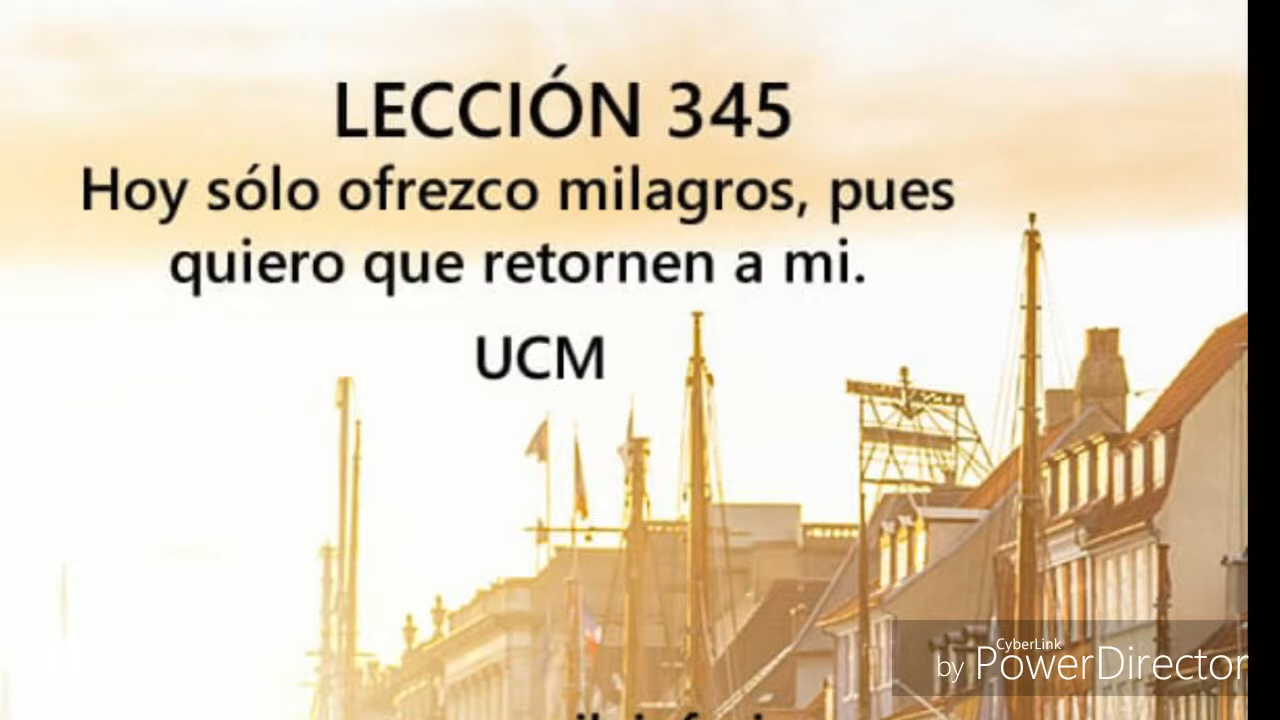 LECCIÓN 345
Hoy sólo ofrezco milagros, pues
quiero que retornen a mi.
UCM
CyberLink
by PowerDirector